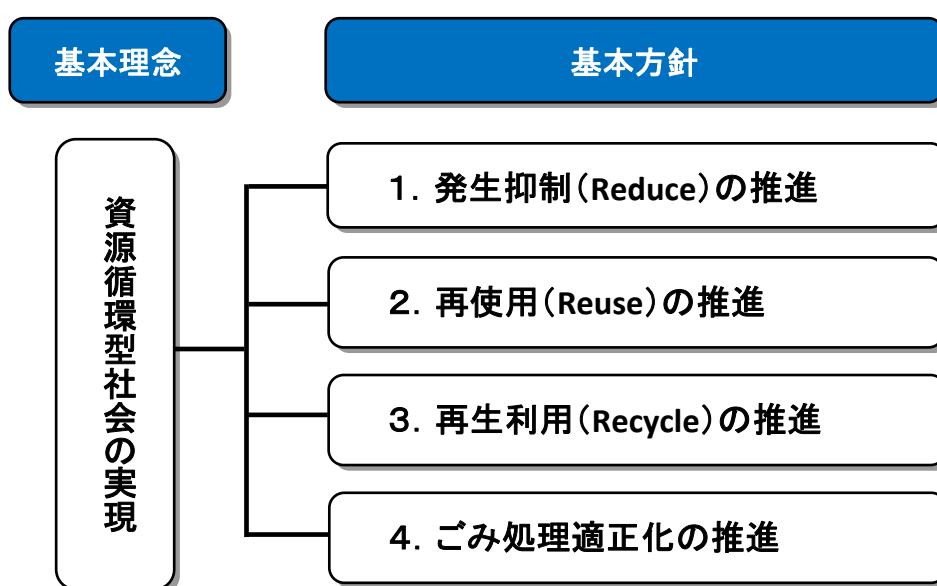 基本理念
基本方針
資源循環型社会の実現
１．発生抑制（Reduce）の推進
２．再使用（Reuse）の推進
３．再生利用（Recycle）の推進
４．ごみ処理適正化の推進